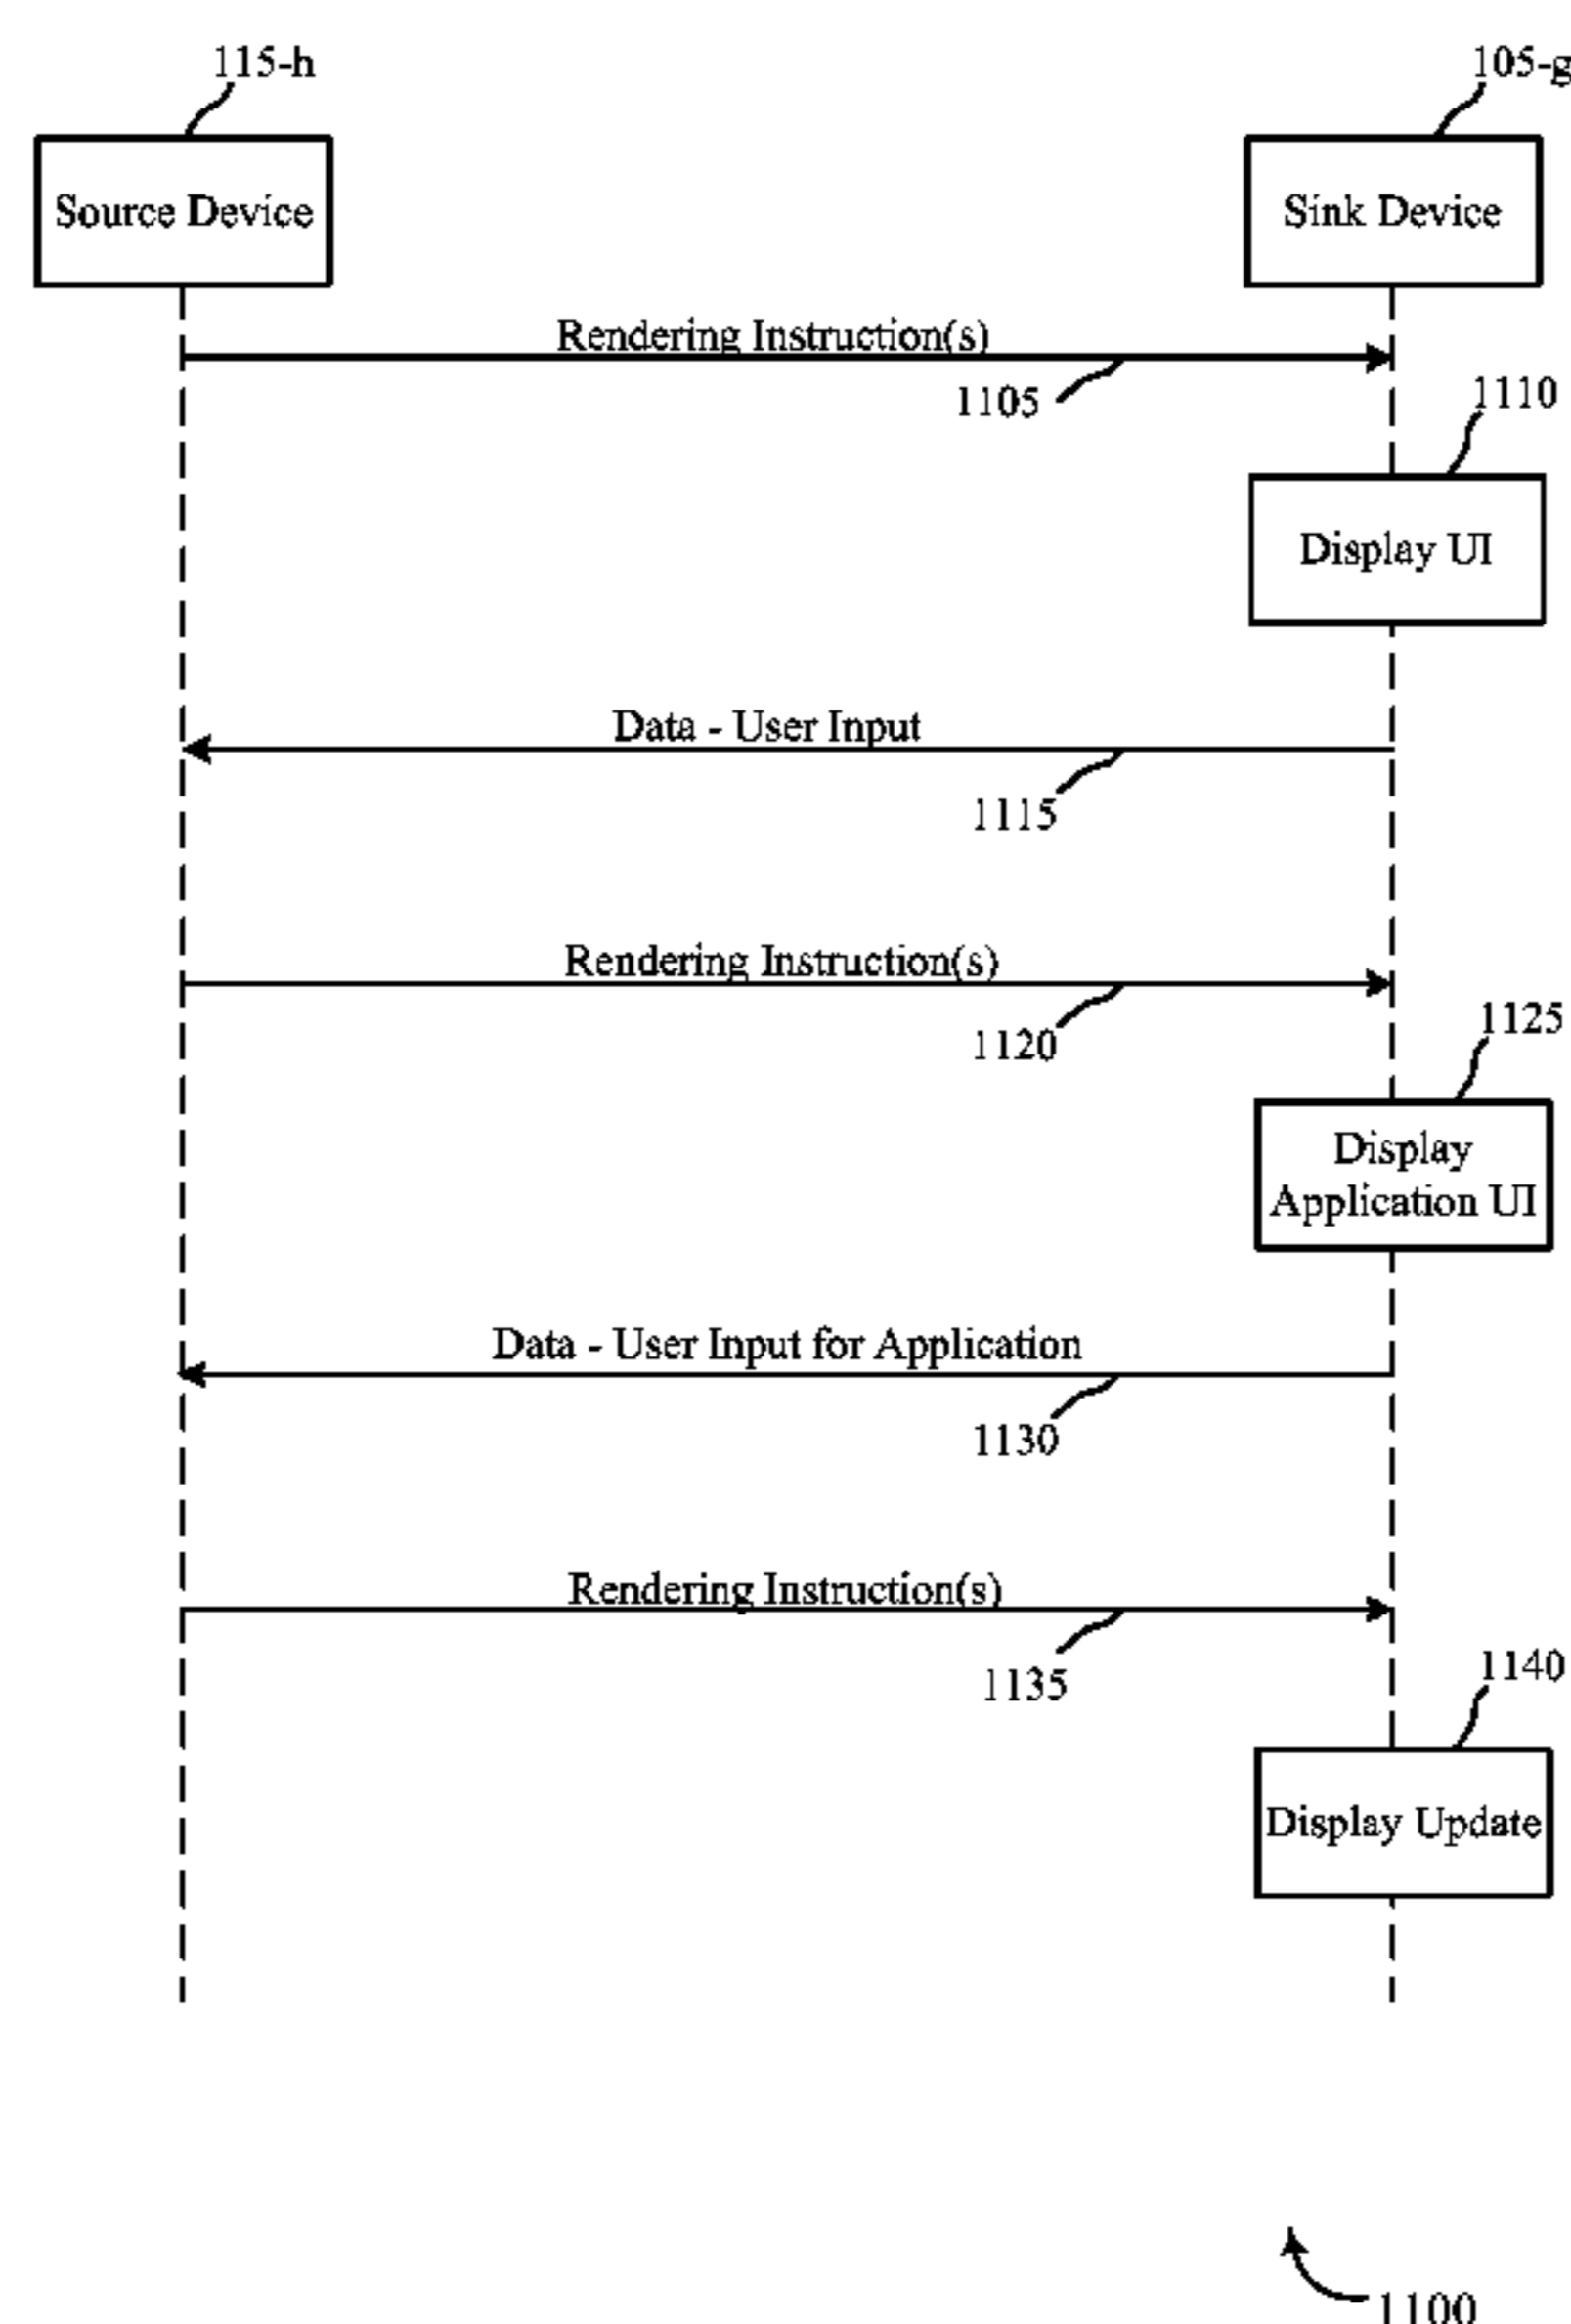 115-h
105-g
Source Device
Sink Device
Rendering Instruction(s)
1105
1110
Display UI
Data - User Input
1115
Rendering Instruction(s)
1120
1125
Display
Application UI
Data - User Input for Application
1130
Rendering Instruction(s)
1135
1140
Display Update
1100